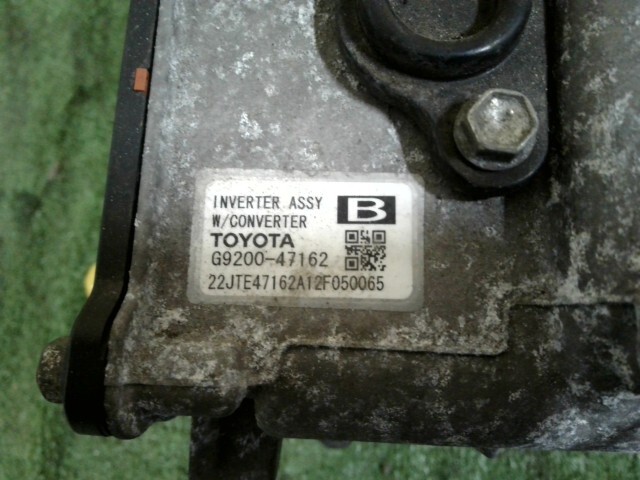 INVERTER ASSY B
W/CONVERTER
TOYOTA
G9200-47162
22JTE47162A12F050065